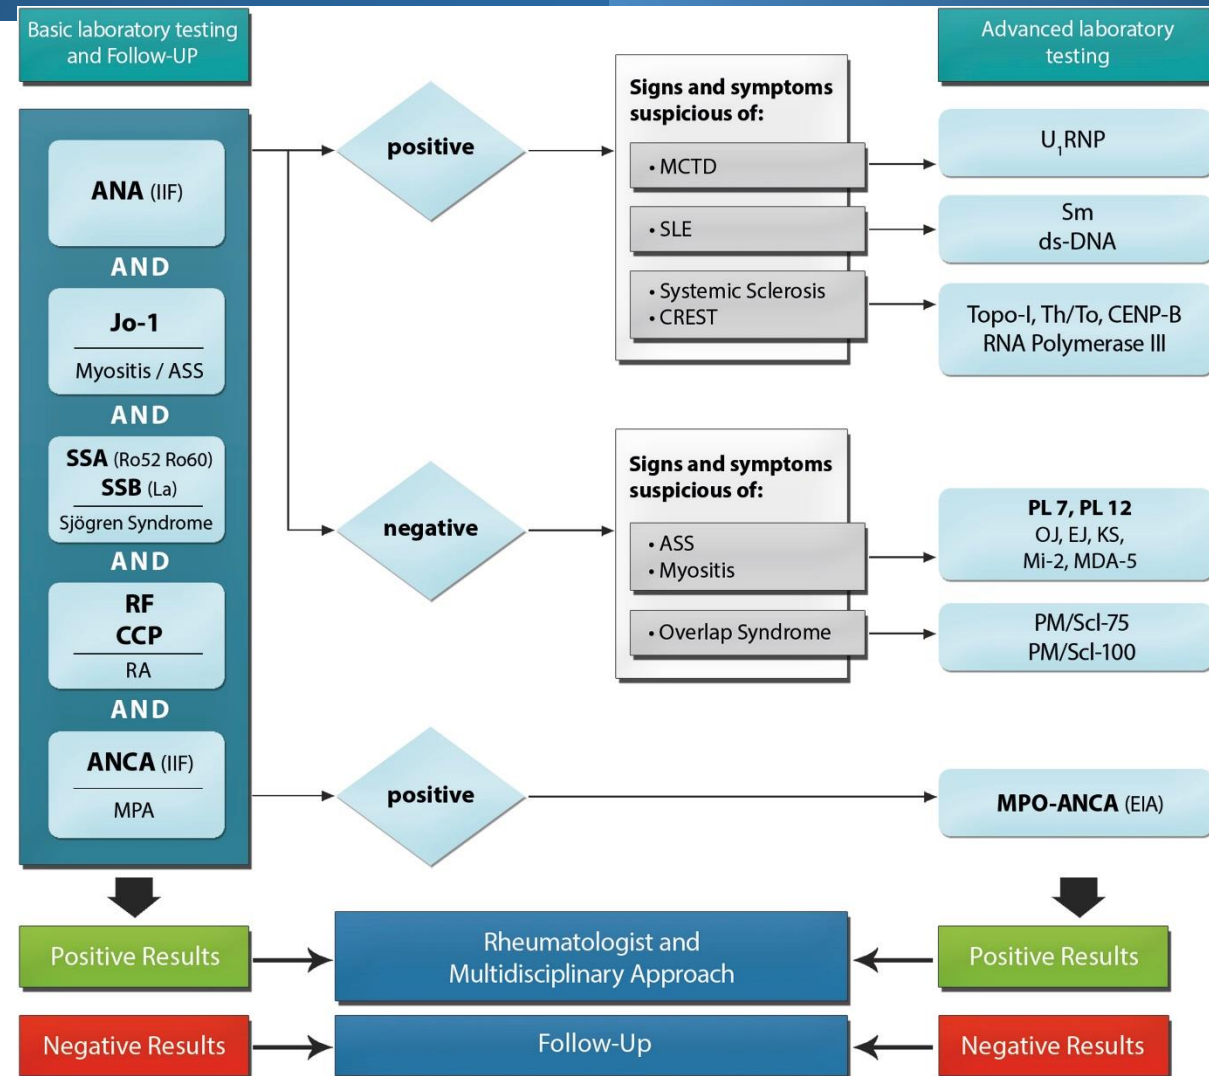 Basic laboratory testing
and Follow-UP
ANA (IIF)
AND
Jo-1
Myositis / ASS
AND
SSA (Ro52 Ro60)
SSB (La)
Sjögren Syndrome
AND
RF
CCP
RA
AND
ANCA (IIF)
MPA
positive
Signs and symptoms
suspicious of:
• MCTD
• SLE
• Systemic Sclerosis
• CREST
negative
Signs and symptoms
suspicious of:
• ASS
• Myositis
• Overlap Syndrome
positive
Advanced laboratory
testing
U₁RNP
Sm
ds-DNA
Topo-I, Th/To, CENP-B
RNA Polymerase III
PL 7, PL 12
OJ, EJ, KS,
Mi-2, MDA-5
PM/Scl-75
PM/Scl-100
MPO-ANCA (EIA)
Positive Results
Rheumatologist and
Multidisciplinary Approach
Positive Results
Negative Results
Follow-Up
Negative Results